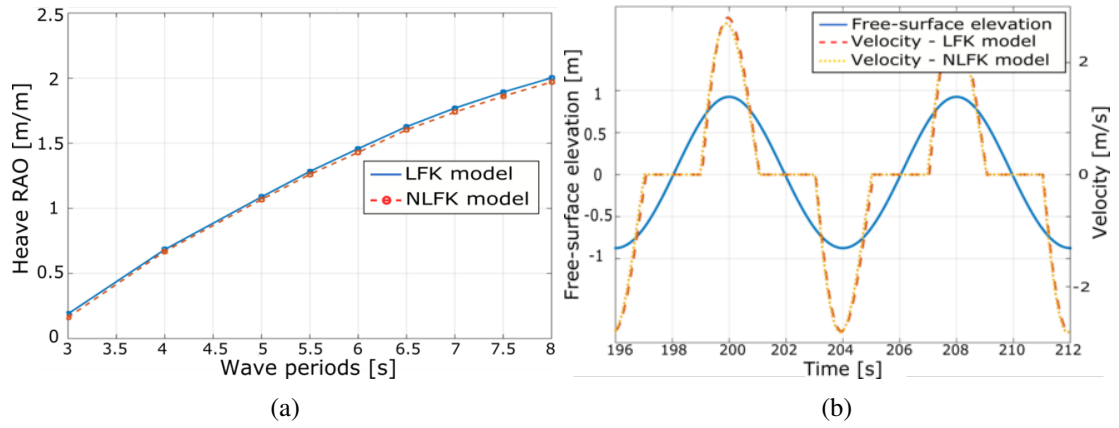 2.5
2
1.5
1
0.5
0
Heave RAO [m/m]
LFK model
NLFK model
3 3.5 4 4.5 5 5.5 6 6.5 7 7.5 8
Wave periods [s]
(a)
Free-surface elevation
Velocity - LFK model
Velocity - NLFK model
1
0.5
0
-0.5
-1
Free-surface elevation [m]
2
0
-2
Velocity [m/s]
196 198 200 202 204 206 208 210 212
Time [s]
(b)